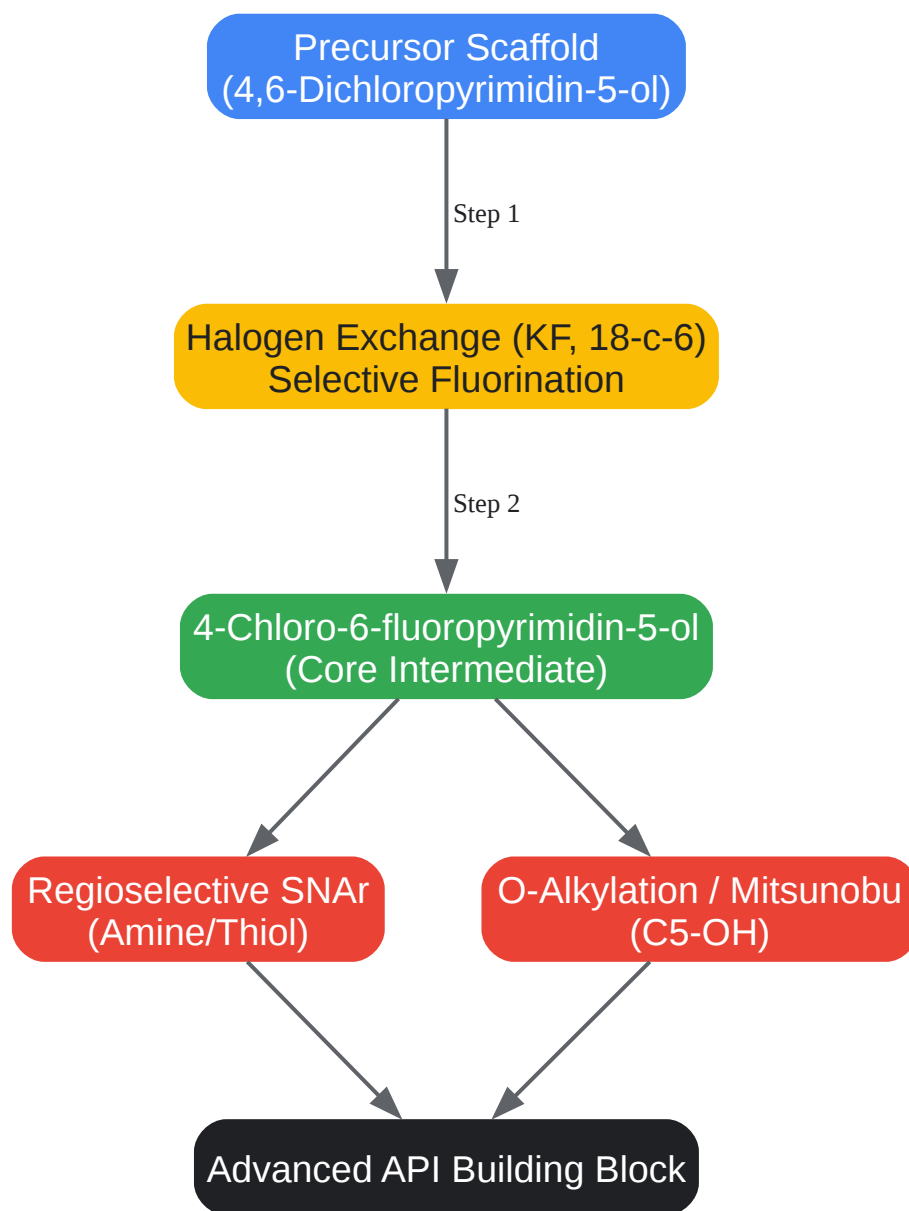 Precursor Scaffold
(4,6-Dichloropyrimidin-5-ol)
Step 1
Halogen Exchange (KF, 18-c-6)
Selective Fluorination
Step 2
4-Chloro-6-fluoropyrimidin-5-ol
(Core Intermediate)
Regioselective SNAr
(Amine/Thiol)
O-Alkylation / Mitsunobu
(C5-OH)
Advanced API Building Block